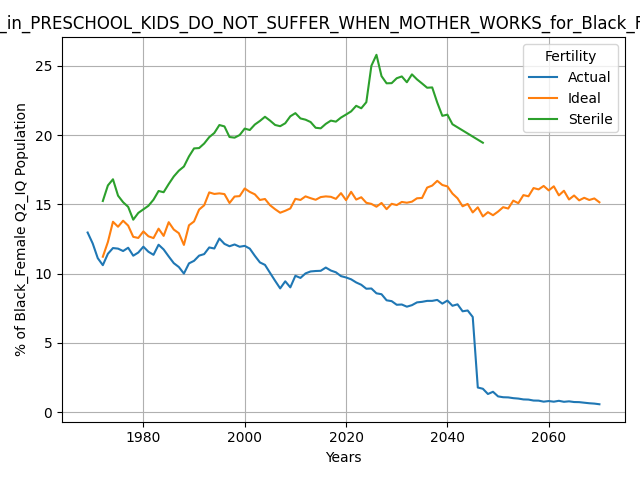 _in_PRESCHOOL_KIDS_DO_NOT_SUFFER_WHEN_MOTHER_WORKS_for_Black_F
Fertility
Actual
Ideal
Sterile
% of Black_Female Q2_IQ Population
25
20
15
10
5
0
1980
2000
2020
2040
2060
Years